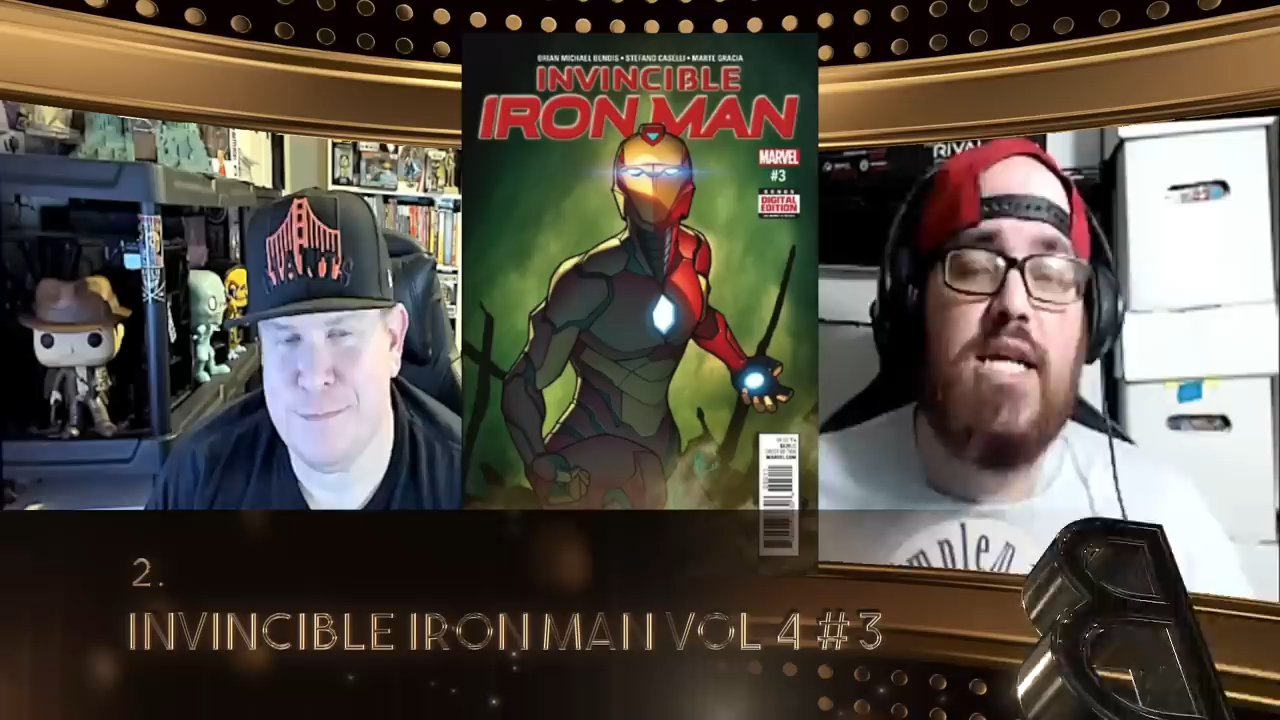 BRIAN MICHAEL BENDIS • STEFANO CASELLI • MARTE GRACIA
INVINCIBLE
IRON MAN
MARVEL
#3
BONUS
DIGITAL
EDITION
RIVAL
2.
INVINCIBLE IRON MAN VOL 4 #3